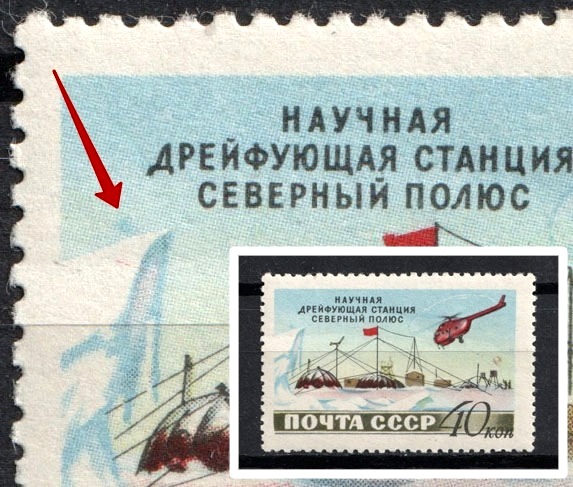 НАУЧНАЯ
ДРЕЙФУЮЩАЯ СТАНЦИЯ
СЕВЕРНЫЙ ПОЛЮС
НАУЧНАЯ
ДРЕЙФУЮЩАЯ СТАНЦИЯ
СЕВЕРНЫЙ ПОЛЮС
ПОЧТА СССР 40 коп